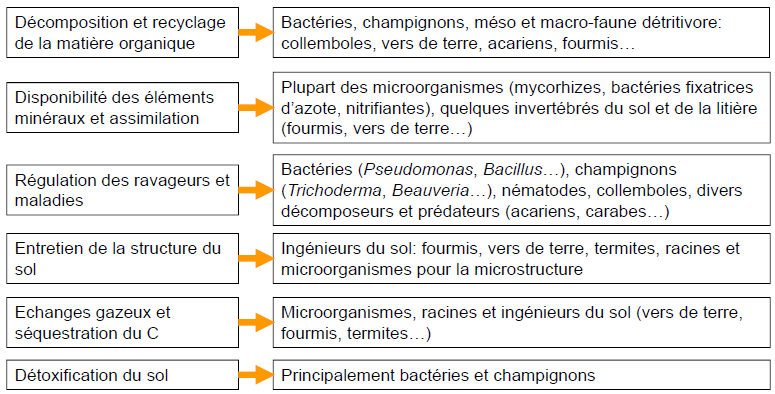 Décomposition et recyclage
de la matière organique
Bactéries, champignons, méso et macro-faune détritivore:
collemboles, vers de terre, acariens, fourmis…
Disponibilité des éléments
minéraux et assimilation
Plupart des microorganismes (mycorhizes, bactéries fixatrices
d’azote, nitrifiantes), quelques invertébrés du sol et de la litière
(fourmis, vers de terre…)
Régulation des ravageurs et
maladies
Bactéries (Pseudomonas, Bacillus…), champignons
(Trichoderma, Beauveria…), nématodes, collemboles, divers
décomposeurs et prédateurs (acariens, carabes…)
Entretien de la structure du
sol
Ingénieurs du sol: fourmis, vers de terre, termites, racines et
microorganismes pour la microstructure
Echanges gazeux et
séquestration du C
Microorganismes, racines et ingénieurs du sol (vers de terre,
fourmis, termites…)
Détoxification du sol
Principalement bactéries et champignons